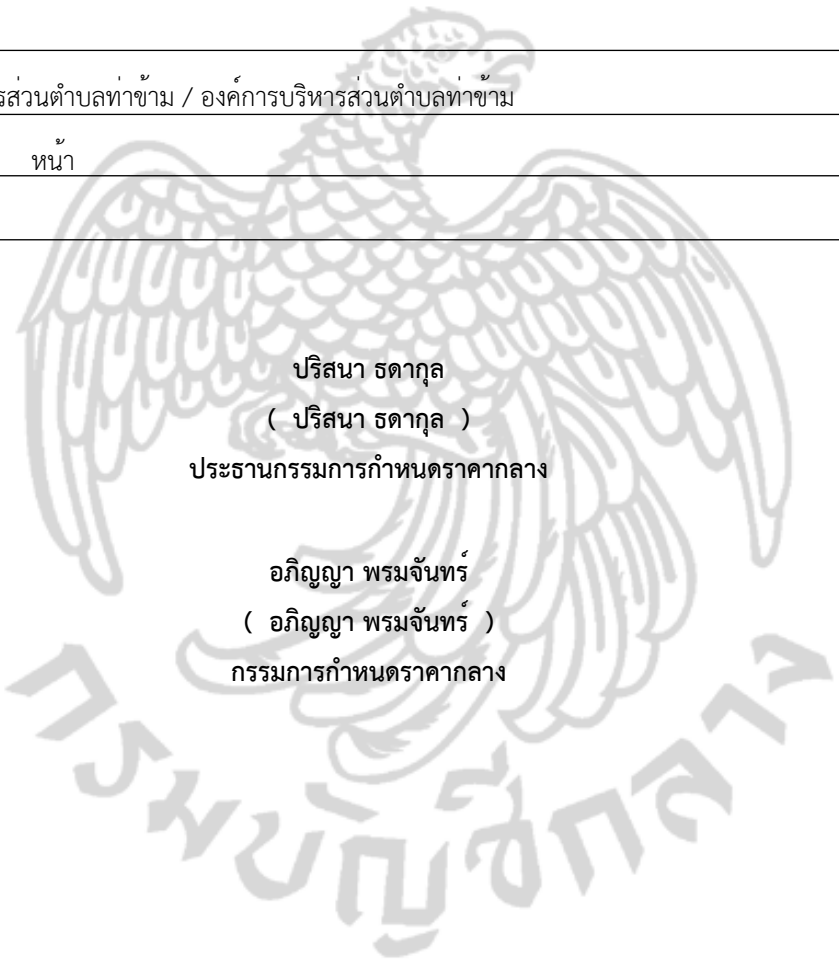 รส่วนตำบลท่าข้าม / องค์การบริหารส่วนตำบลท่าข้าม
หน้า
ปริสนา ธดากุล
( ปริสนา ธดากุล )
ประธานกรรมการกำหนดราคากลาง
อภิญญา พรมจันทร์
( อภิญญา พรมจันทร์ )
กรรมการกำหนดราคากลาง
กรมบัญชีกลาง